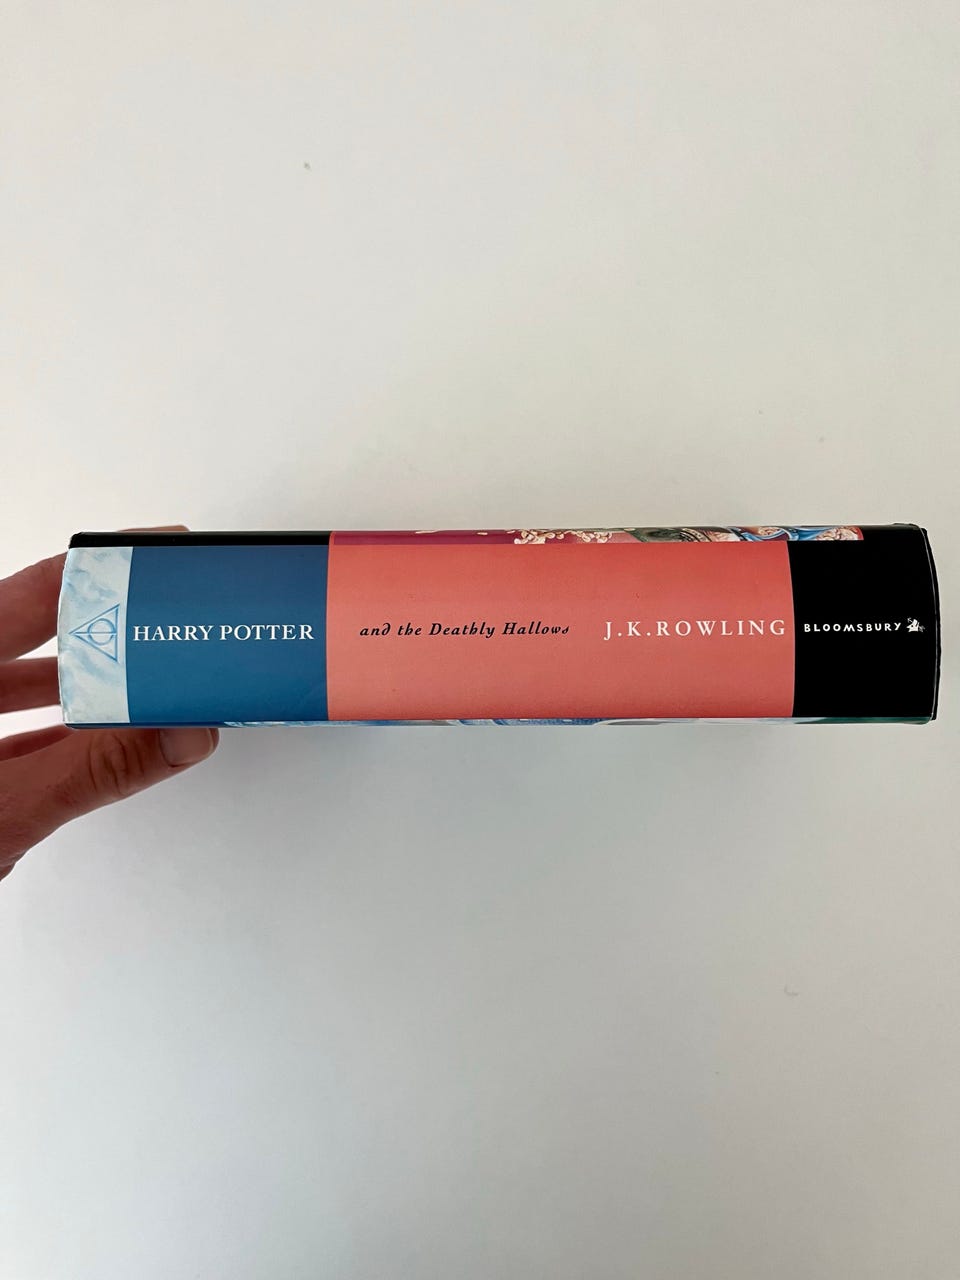 HARRY POTTER and the Deathly Hallows J.K.ROWLING BLOOMSBURY